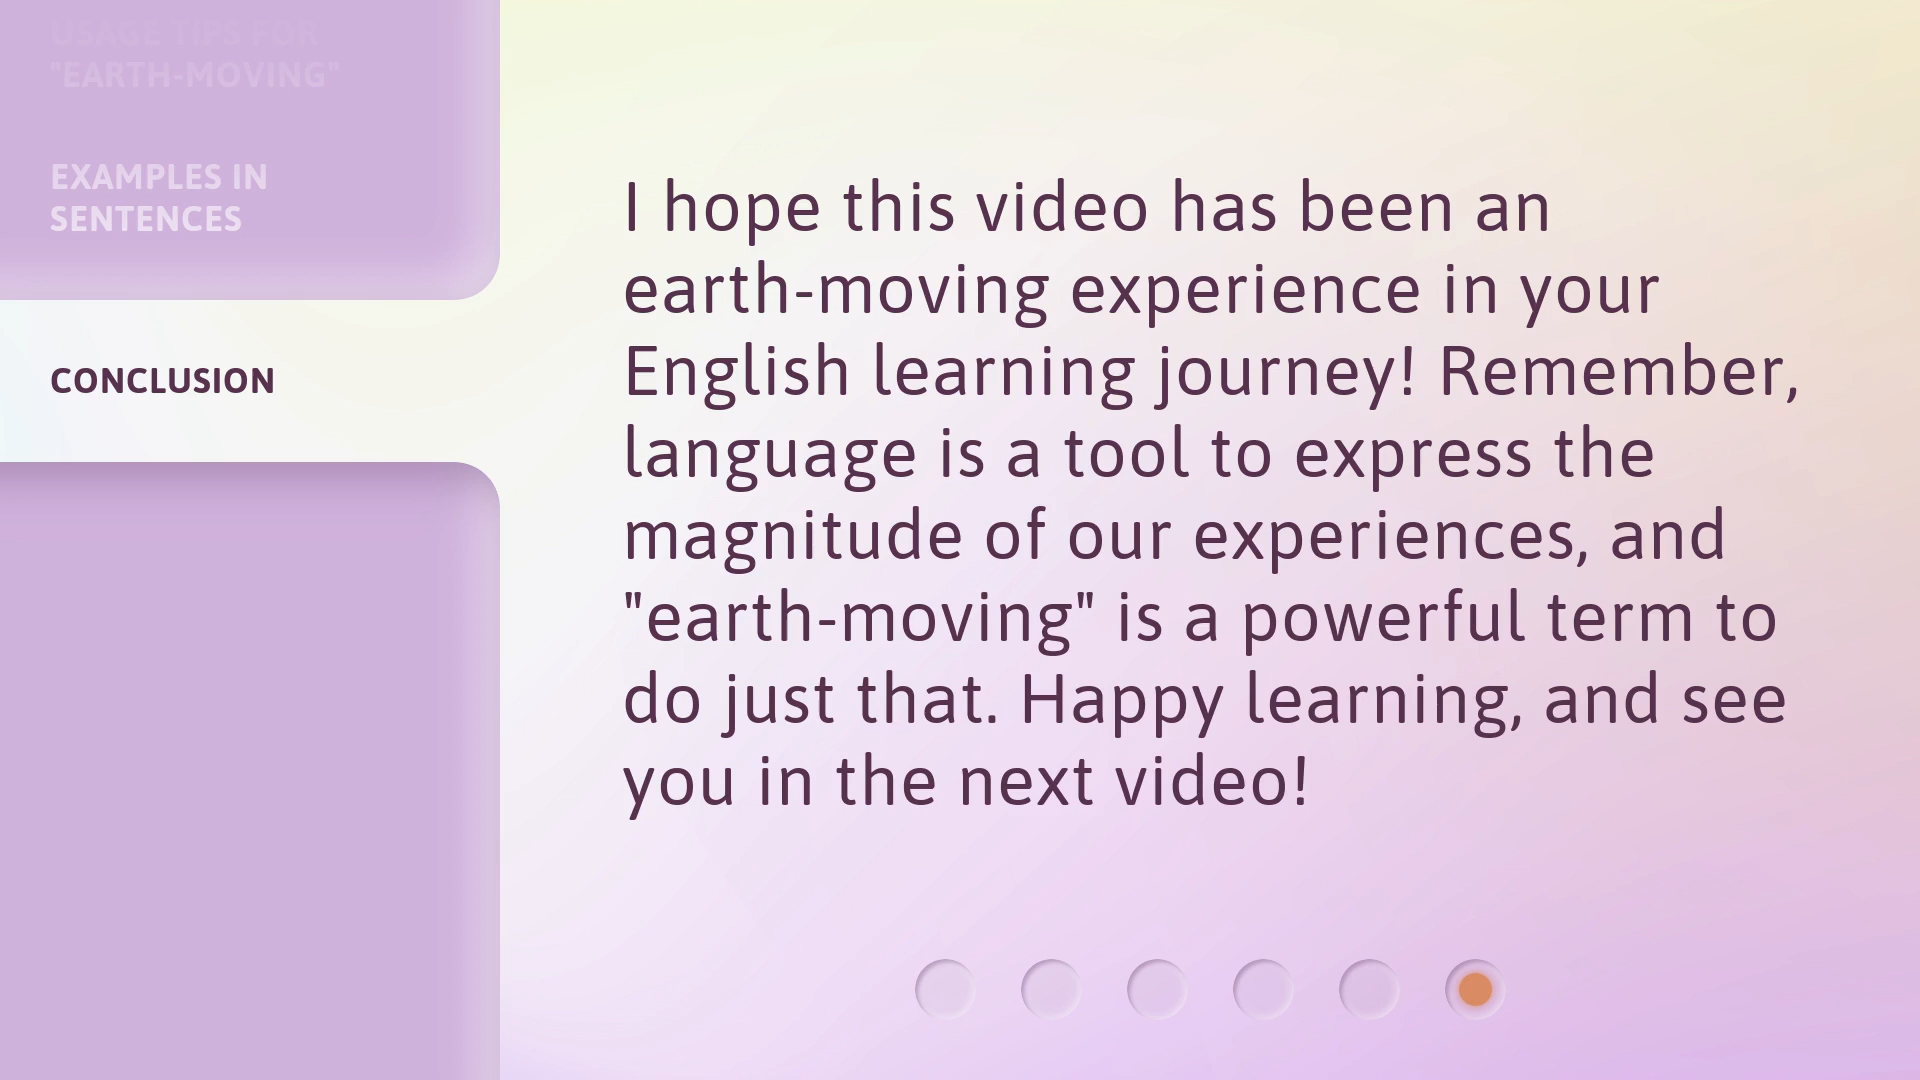 USAGE TIPS FOR
"EARTH-MOVING"
EXAMPLES IN
SENTENCES
CONCLUSION
I hope this video has been an
earth-moving experience in your
English learning journey! Remember,
language is a tool to express the
magnitude of our experiences, and
"earth-moving" is a powerful term to
do just that. Happy learning, and see
you in the next video!